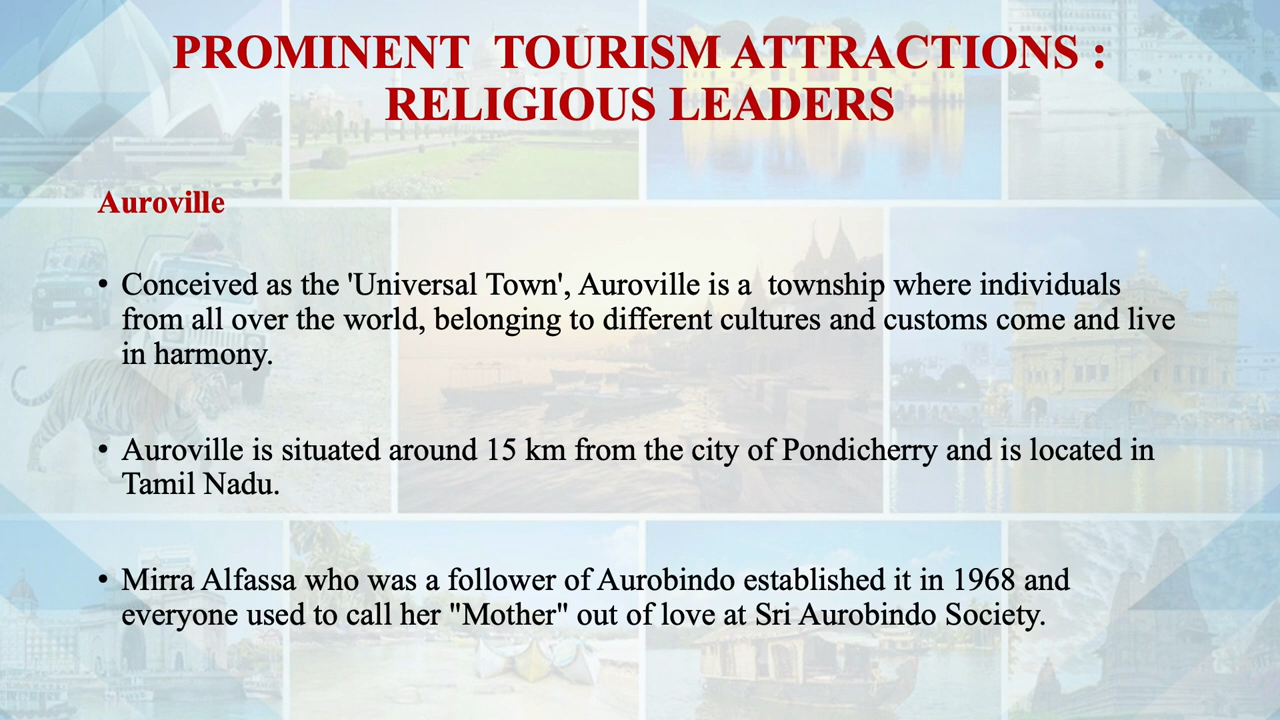 PROMINENT  TOURISM ATTRACTIONS :
RELIGIOUS LEADERS
Auroville
• Conceived as the 'Universal Town', Auroville is a  township where individuals
from all over the world, belonging to different cultures and customs come and live
in harmony.
• Auroville is situated around 15 km from the city of Pondicherry and is located in
Tamil Nadu.
• Mirra Alfassa who was a follower of Aurobindo established it in 1968 and
everyone used to call her "Mother" out of love at Sri Aurobindo Society.